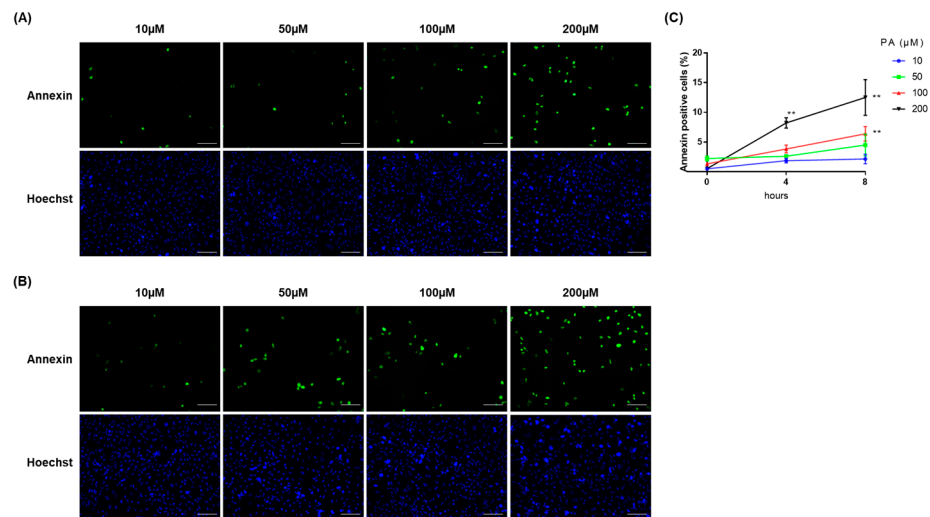 (A)
10µM 50µM 100µM 200µM
Annexin
Hoechst
(B)
10µM 50µM 100µM 200µM
Annexin
Hoechst
(C)
PA (µM)
10
50
100
200
Annexin positive cells (%)
20
15
10
5
0 4 8
hours
**
**
**